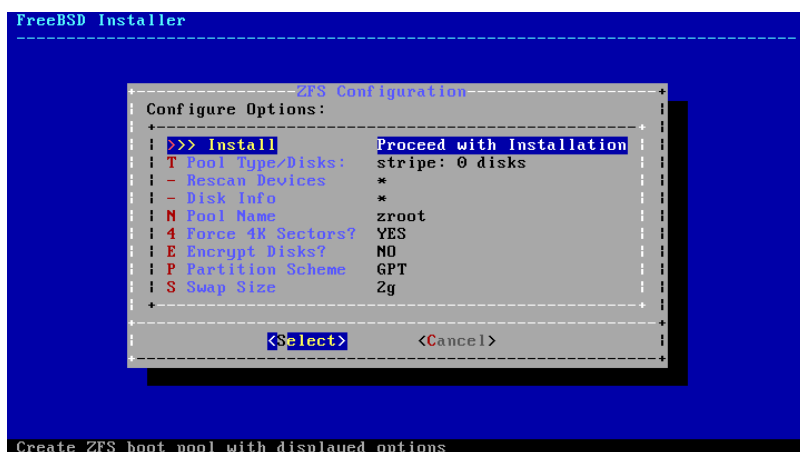 FreeBSD Installer
ZFS Configuration
Configure Options:
>>> Install Proceed with Installation
T Pool Type/Disks: stripe: 0 disks
- Rescan Devices *
- Disk Info *
N Pool Name zroot
4 Force 4K Sectors? YES
E Encrypt Disks? NO
P Partition Scheme GPT
S Swap Size 2g
<Select> <Cancel>
Create ZFS boot pool with displayed options